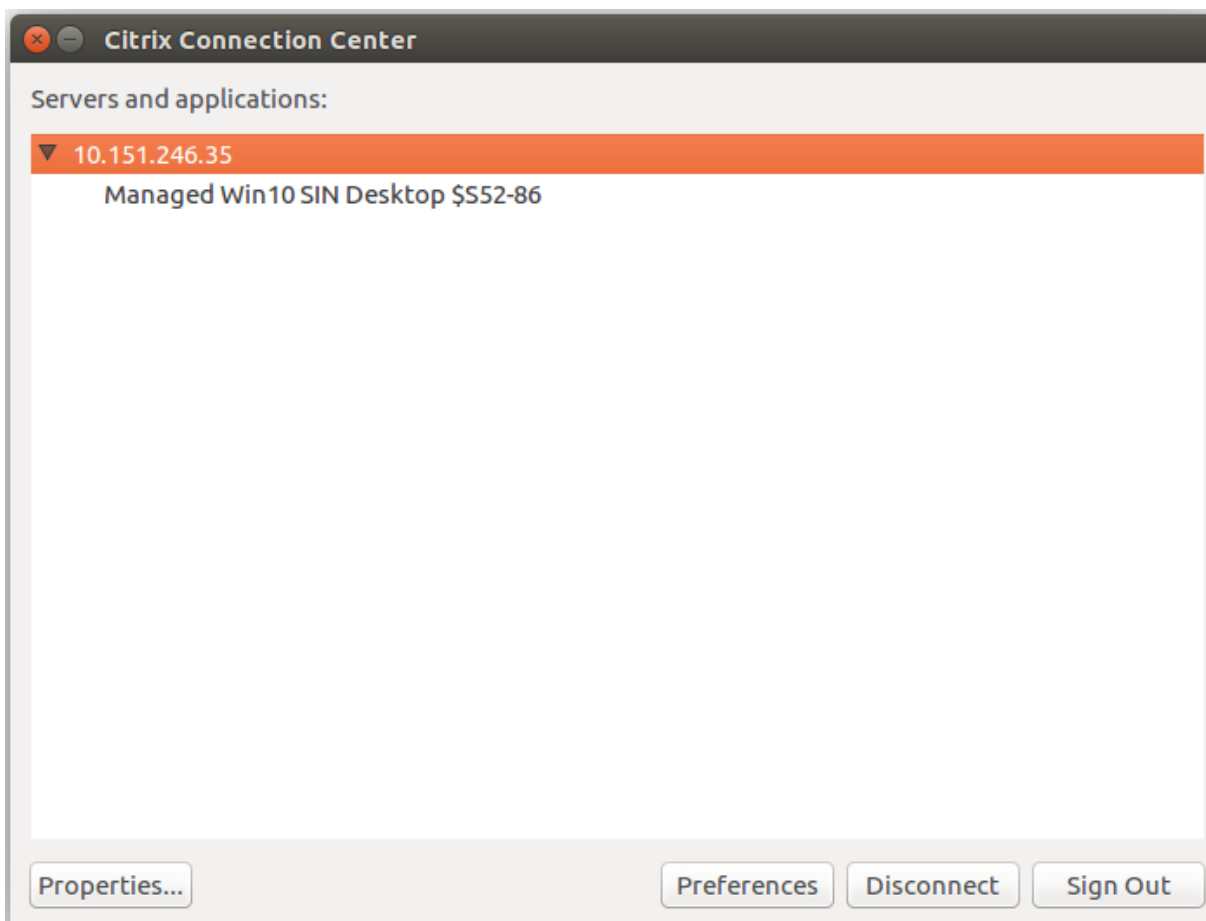 Citrix Connection Center
Servers and applications:
10.151.246.35
Managed Win10 SIN Desktop $S52-86
Properties... Preferences Disconnect Sign Out